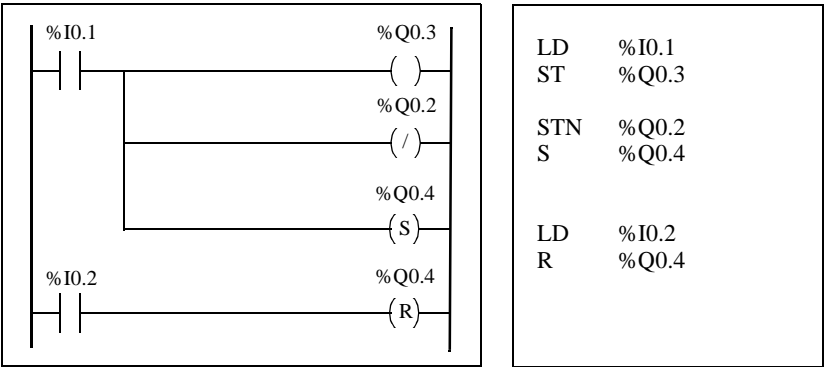 %I0.1 %Q0.3
( )
%Q0.2
( / )
%Q0.4
(S)
%I0.2 %Q0.4
(R)
LD %I0.1
ST %Q0.3
STN %Q0.2
S %Q0.4
LD %I0.2
R %Q0.4